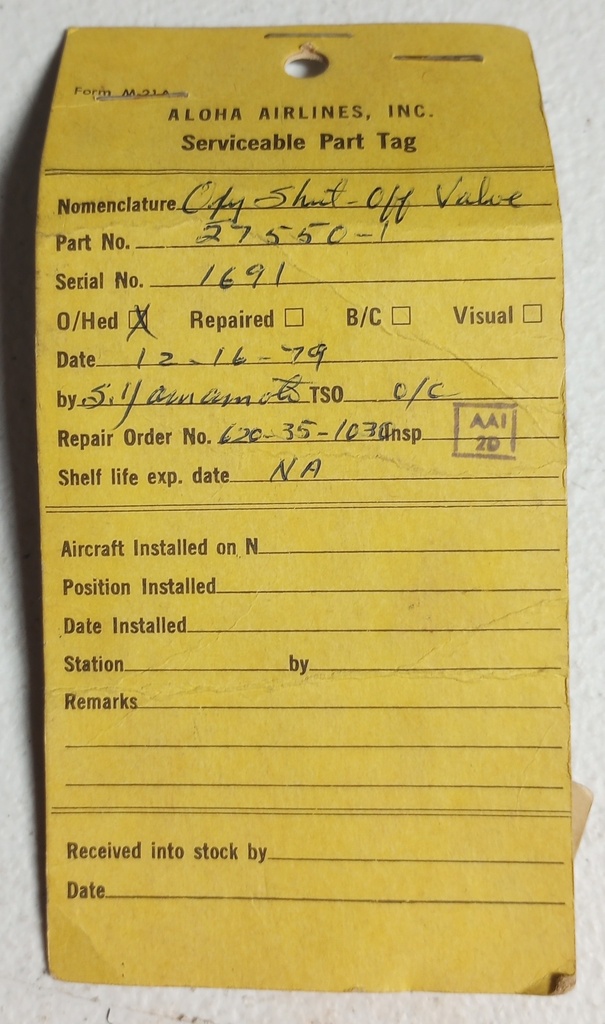 Form M-21A
ALOHA AIRLINES, INC.
Serviceable Part Tag
Nomenclature Oxy Shut-Off Valve
Part No. 27550-1
Serial No. 1691
O/Hed ☒ Repaired ☐ B/C ☐ Visual ☐
Date 12-16-79
by S. Yamamoto TSO O/C
Repair Order No. 620-35-1030 Insp AAI 2D
Shelf life exp. date NA
Aircraft Installed on N
Position Installed
Date Installed
Station by
Remarks
Received into stock by
Date